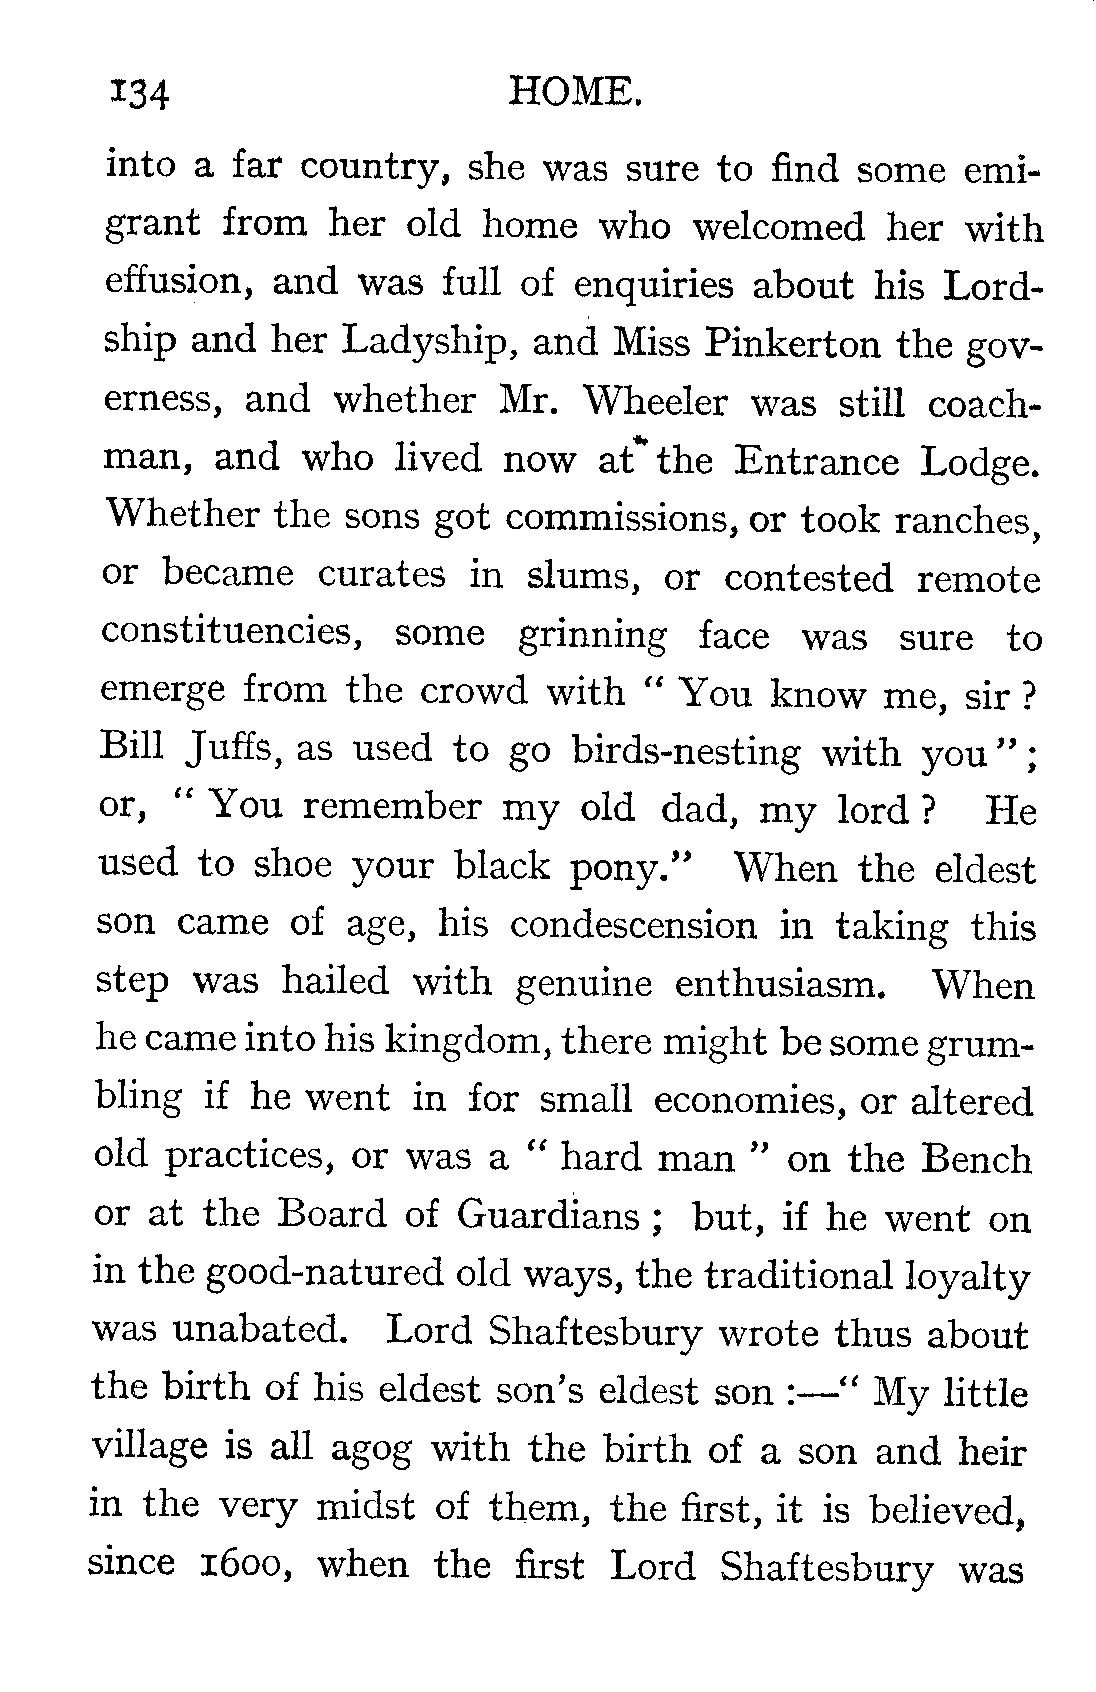 134 HOME.
into a far country, she was sure to find some emi-
grant from her old home who welcomed her with
effusion, and was full of enquiries about his Lord-
ship and her Ladyship, and Miss Pinkerton the gov-
erness, and whether Mr. Wheeler was still coach-
man, and who lived now at the Entrance Lodge.
Whether the sons got commissions, or took ranches,
or became curates in slums, or contested remote
constituencies, some grinning face was sure to
emerge from the crowd with “ You know me, sir ?
Bill Juffs, as used to go birds-nesting with you ” ;
or, “ You remember my old dad, my lord ? He
used to shoe your black pony.” When the eldest
son came of age, his condescension in taking this
step was hailed with genuine enthusiasm. When
he came into his kingdom, there might be some grum-
bling if he went in for small economies, or altered
old practices, or was a “ hard man ” on the Bench
or at the Board of Guardians ; but, if he went on
in the good-natured old ways, the traditional loyalty
was unabated. Lord Shaftesbury wrote thus about
the birth of his eldest son’s eldest son :—“ My little
village is all agog with the birth of a son and heir
in the very midst of them, the first, it is believed,
since 1600, when the first Lord Shaftesbury was